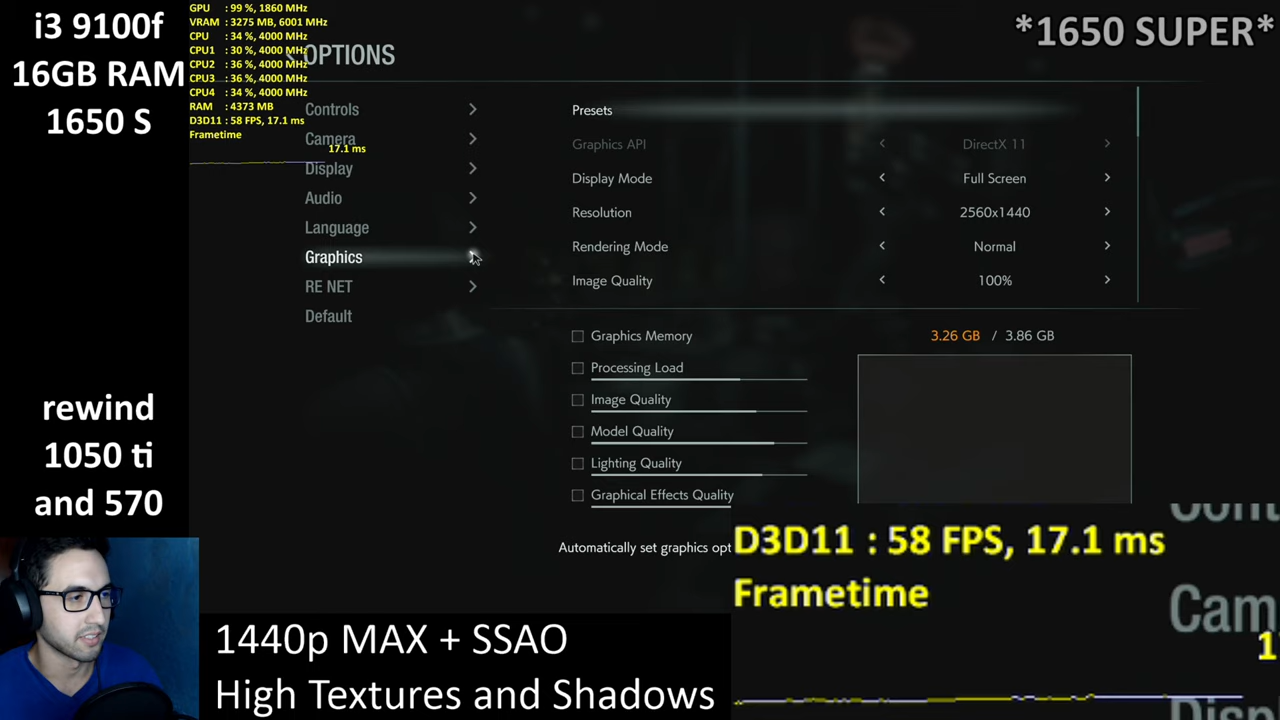 i3 9100f
16GB RAM
1650 S
GPU : 99 %, 1860 MHz
VRAM : 3275 MB, 6001 MHz
CPU : 34 %, 4000 MHz
CPU1 : 30 %, 4000 MHz
CPU2 : 36 %, 4000 MHz
CPU3 : 36 %, 4000 MHz
CPU4 : 34 %, 4000 MHz
RAM : 4373 MB
D3D11 : 58 FPS, 17.1 ms
Frametime
17.1 ms
*1650 SUPER*
OPTIONS
Controls
Camera
Display
Audio
Language
Graphics
RE NET
Default
Presets
Graphics API DirectX 11
Display Mode Full Screen
Resolution 2560x1440
Rendering Mode Normal
Image Quality 100%
Graphics Memory 3.26 GB / 3.86 GB
Processing Load
Image Quality
Model Quality
Lighting Quality
Graphical Effects Quality
Automatically set graphics opt
rewind
1050 ti
and 570
D3D11 : 58 FPS, 17.1 ms
Frametime
Cont
Cam
1
Disp
1440p MAX + SSAO
High Textures and Shadows